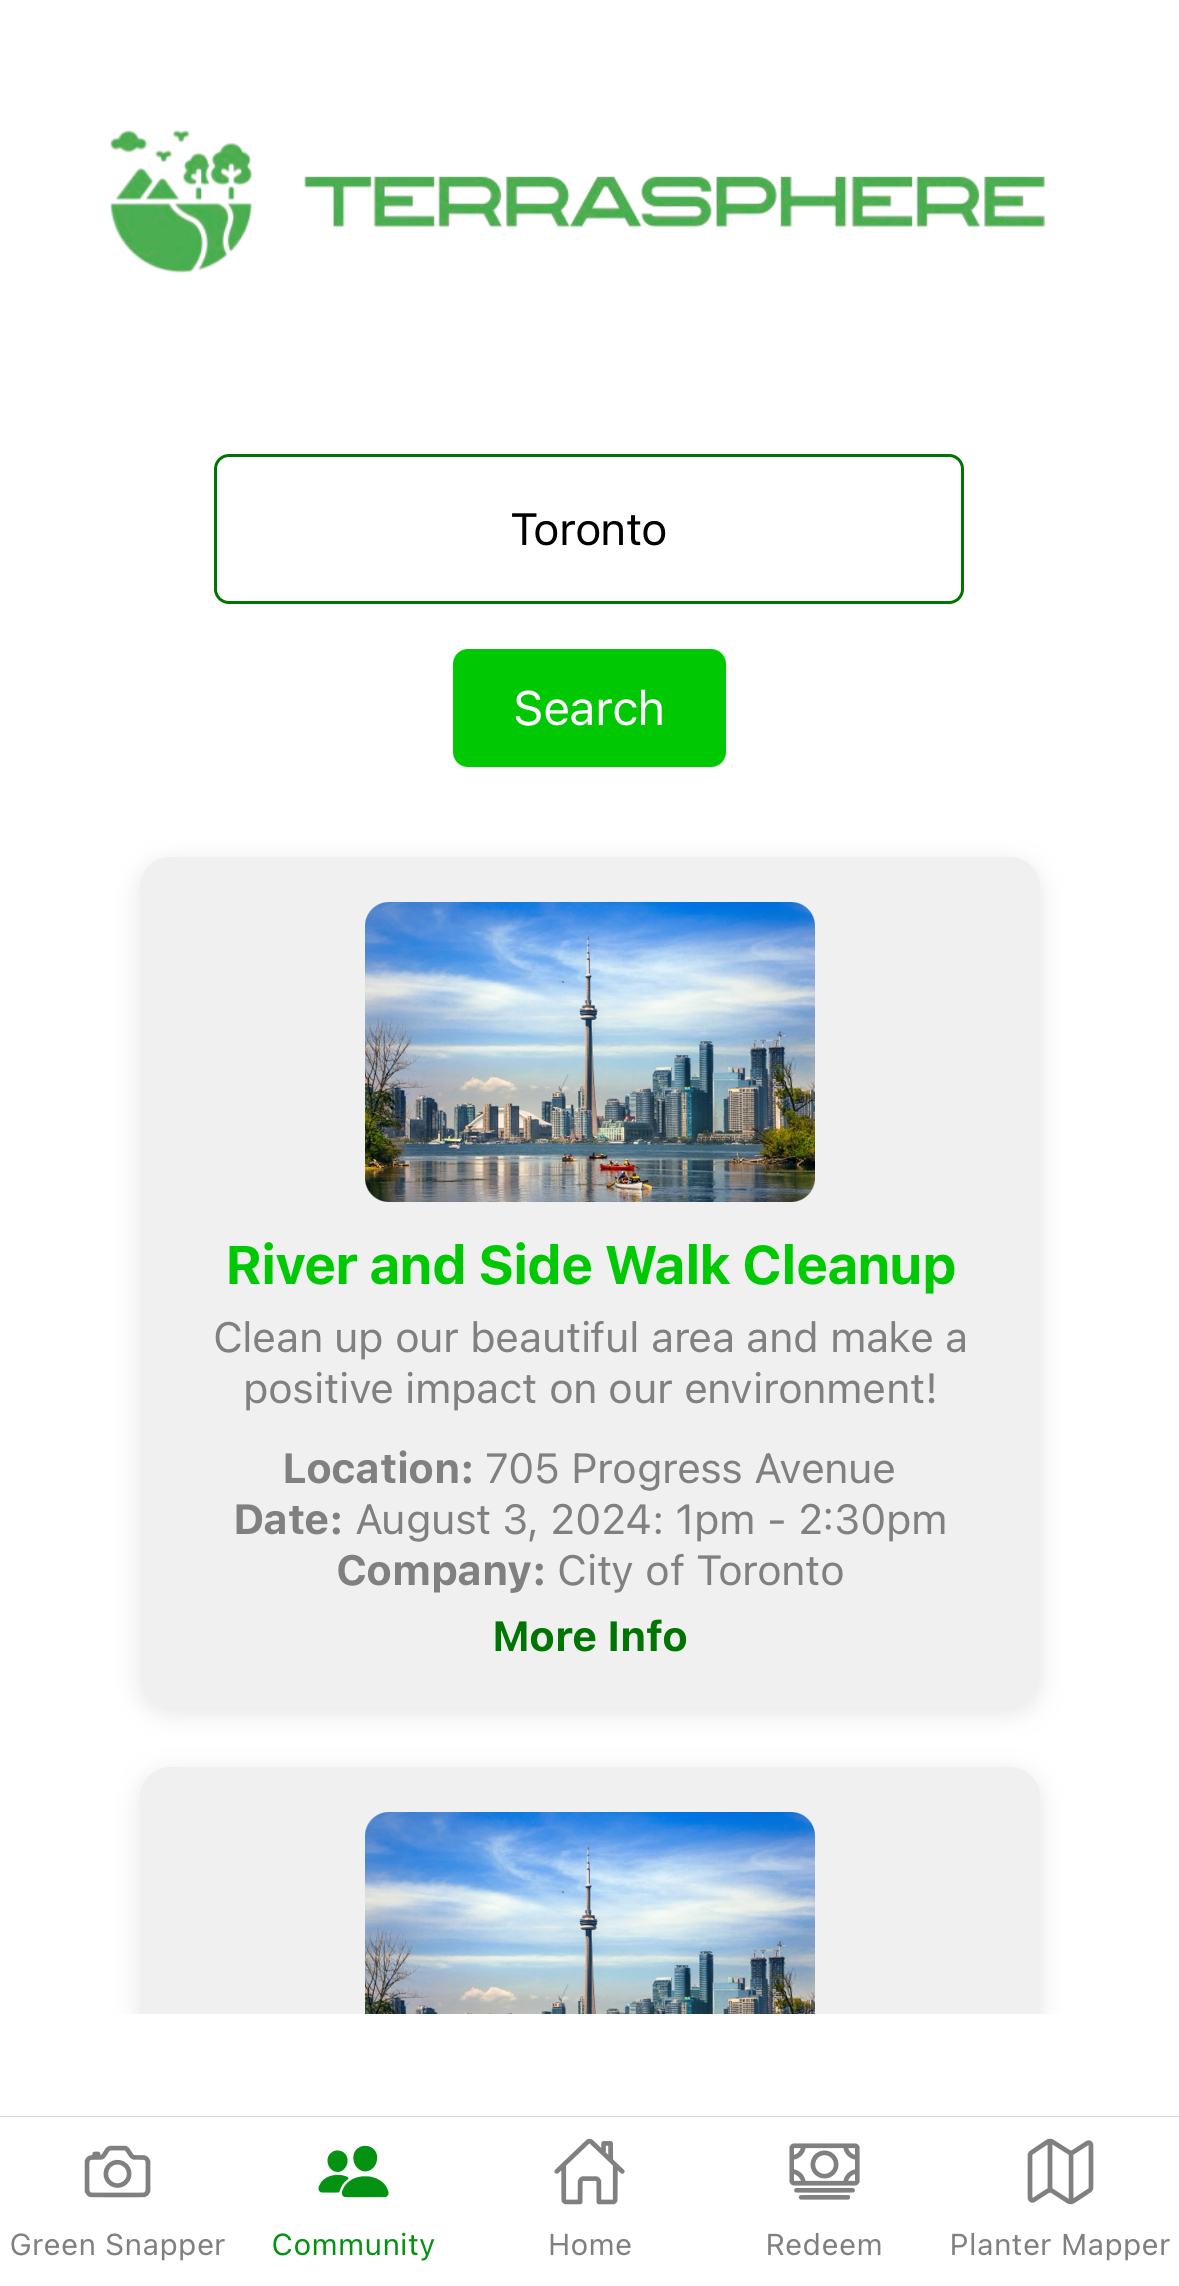 TERRASPHERE
Toronto
Search
River and Side Walk Cleanup
Clean up our beautiful area and make a
positive impact on our environment!
Location: 705 Progress Avenue
Date: August 3, 2024: 1pm - 2:30pm
Company: City of Toronto
More Info
Green Snapper
Community
Home
Redeem
Planter Mapper